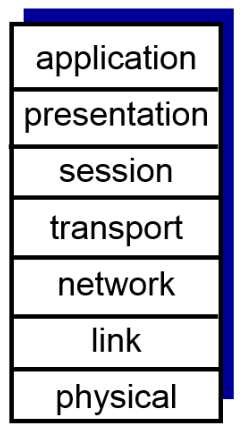 application
presentation
session
transport
network
link
physical